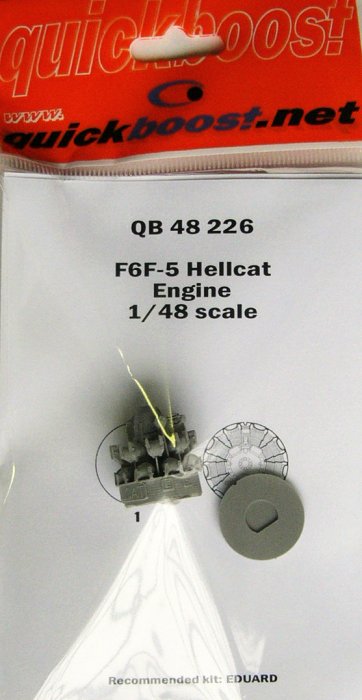 quickboost
www.
quickboost.net
QB 48 226
F6F-5 Hellcat
Engine
1/48 scale
1
Recommended kit: EDUARD